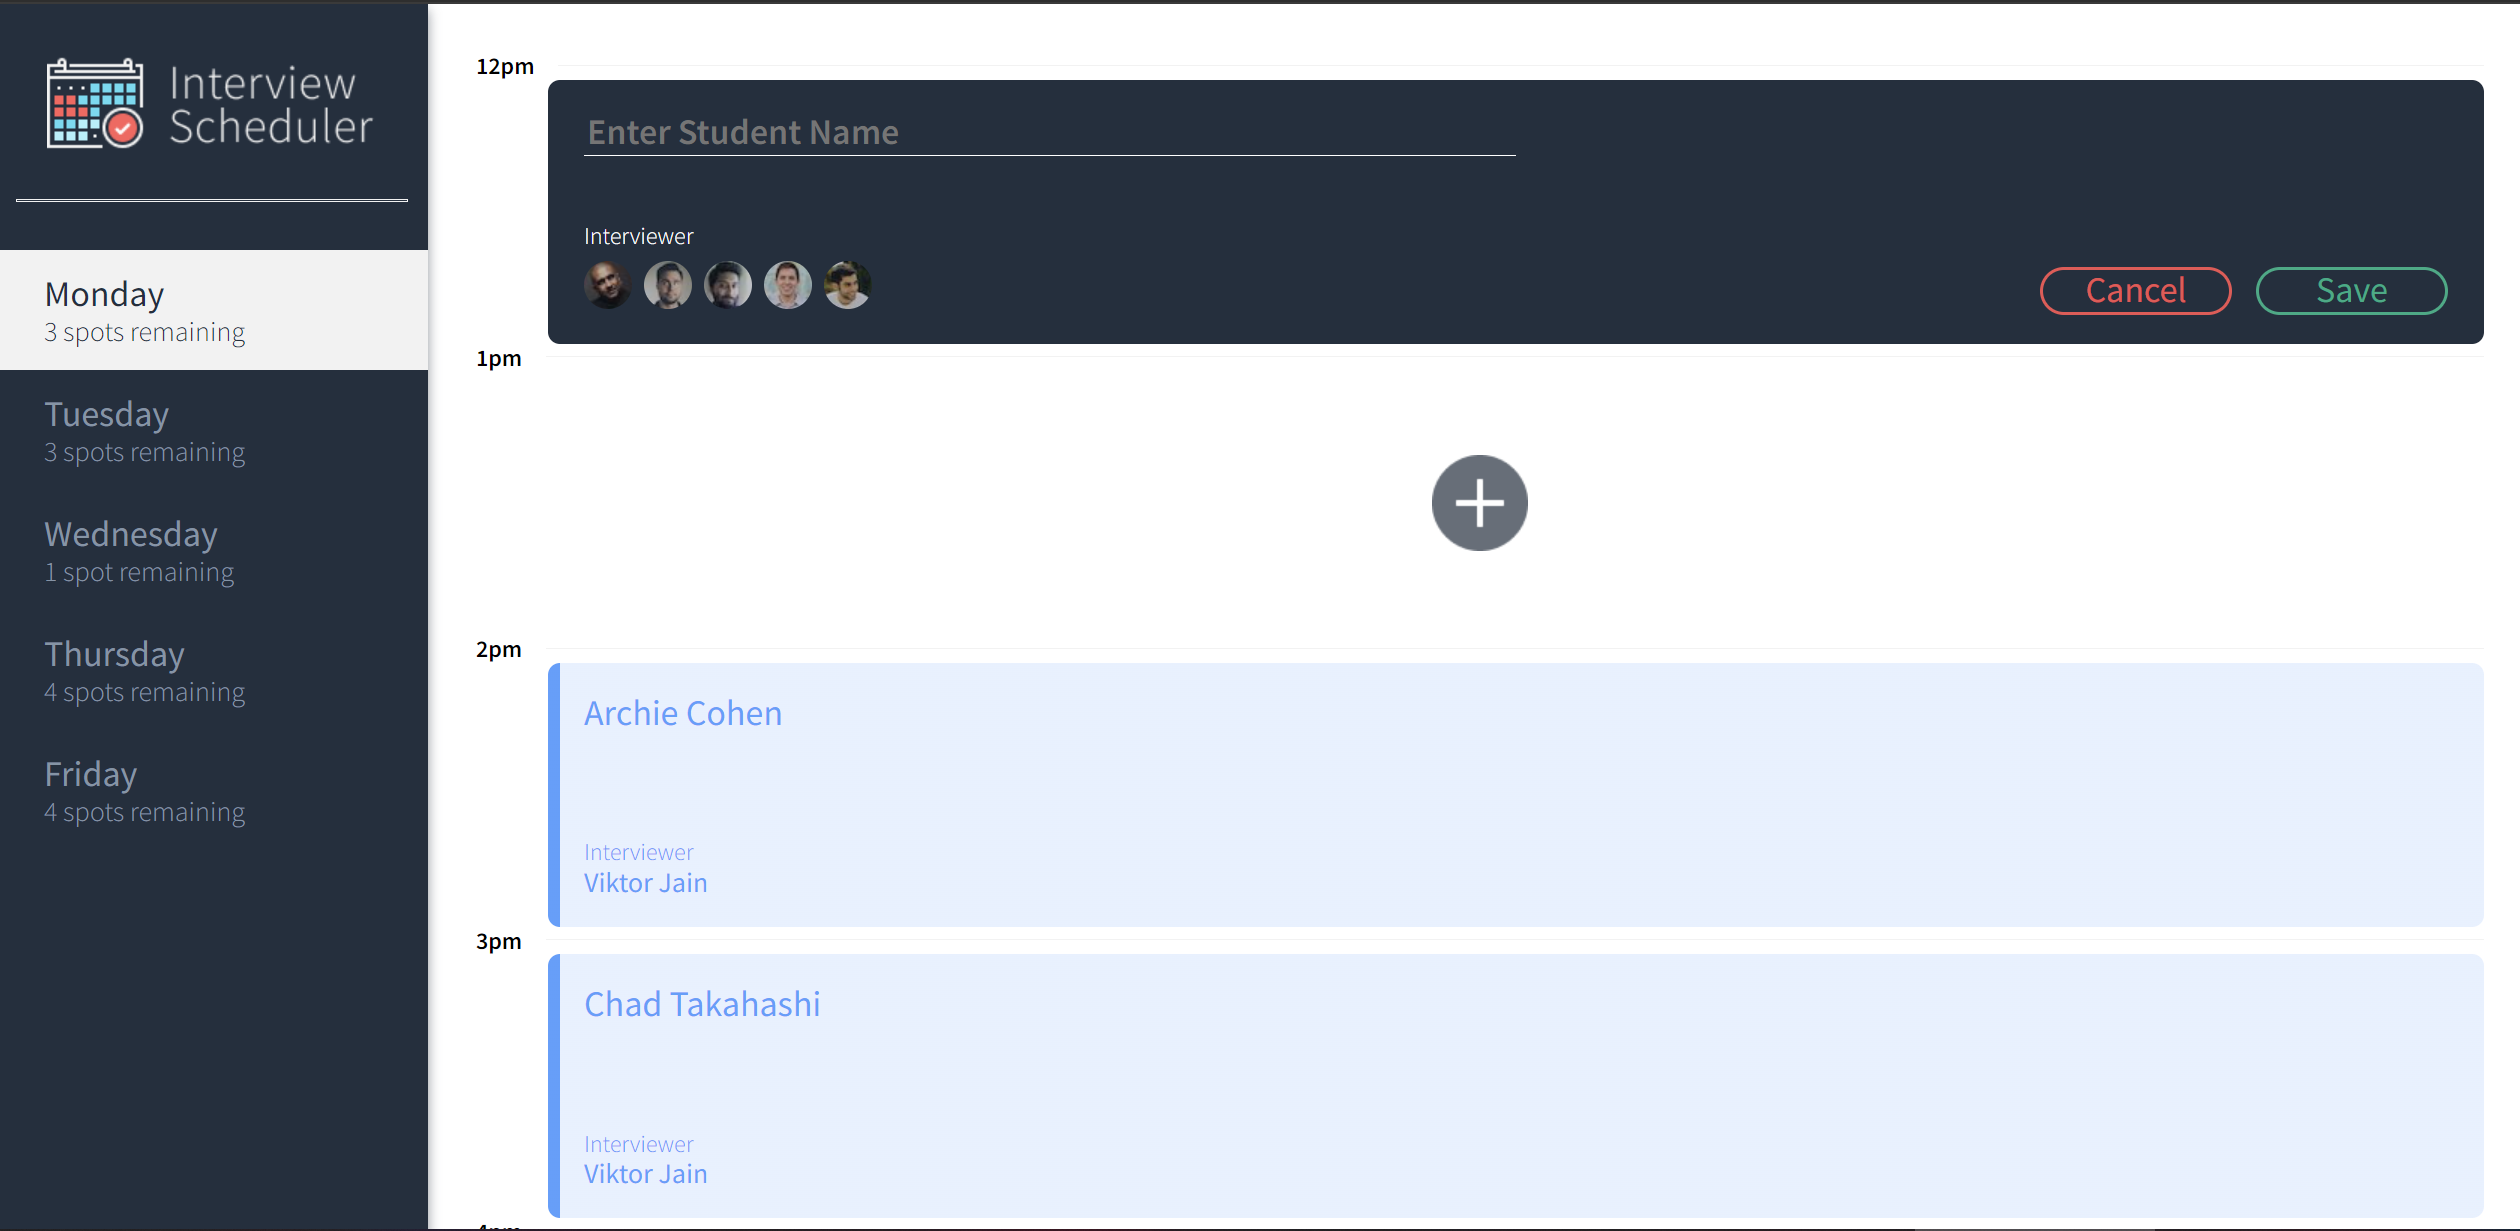 Interview
Scheduler
Monday
3 spots remaining
Tuesday
3 spots remaining
Wednesday
1 spot remaining
Thursday
4 spots remaining
Friday
4 spots remaining
12pm
Enter Student Name
Interviewer
Cancel Save
1pm
2pm
Archie Cohen
Interviewer
Viktor Jain
3pm
Chad Takahashi
Interviewer
Viktor Jain